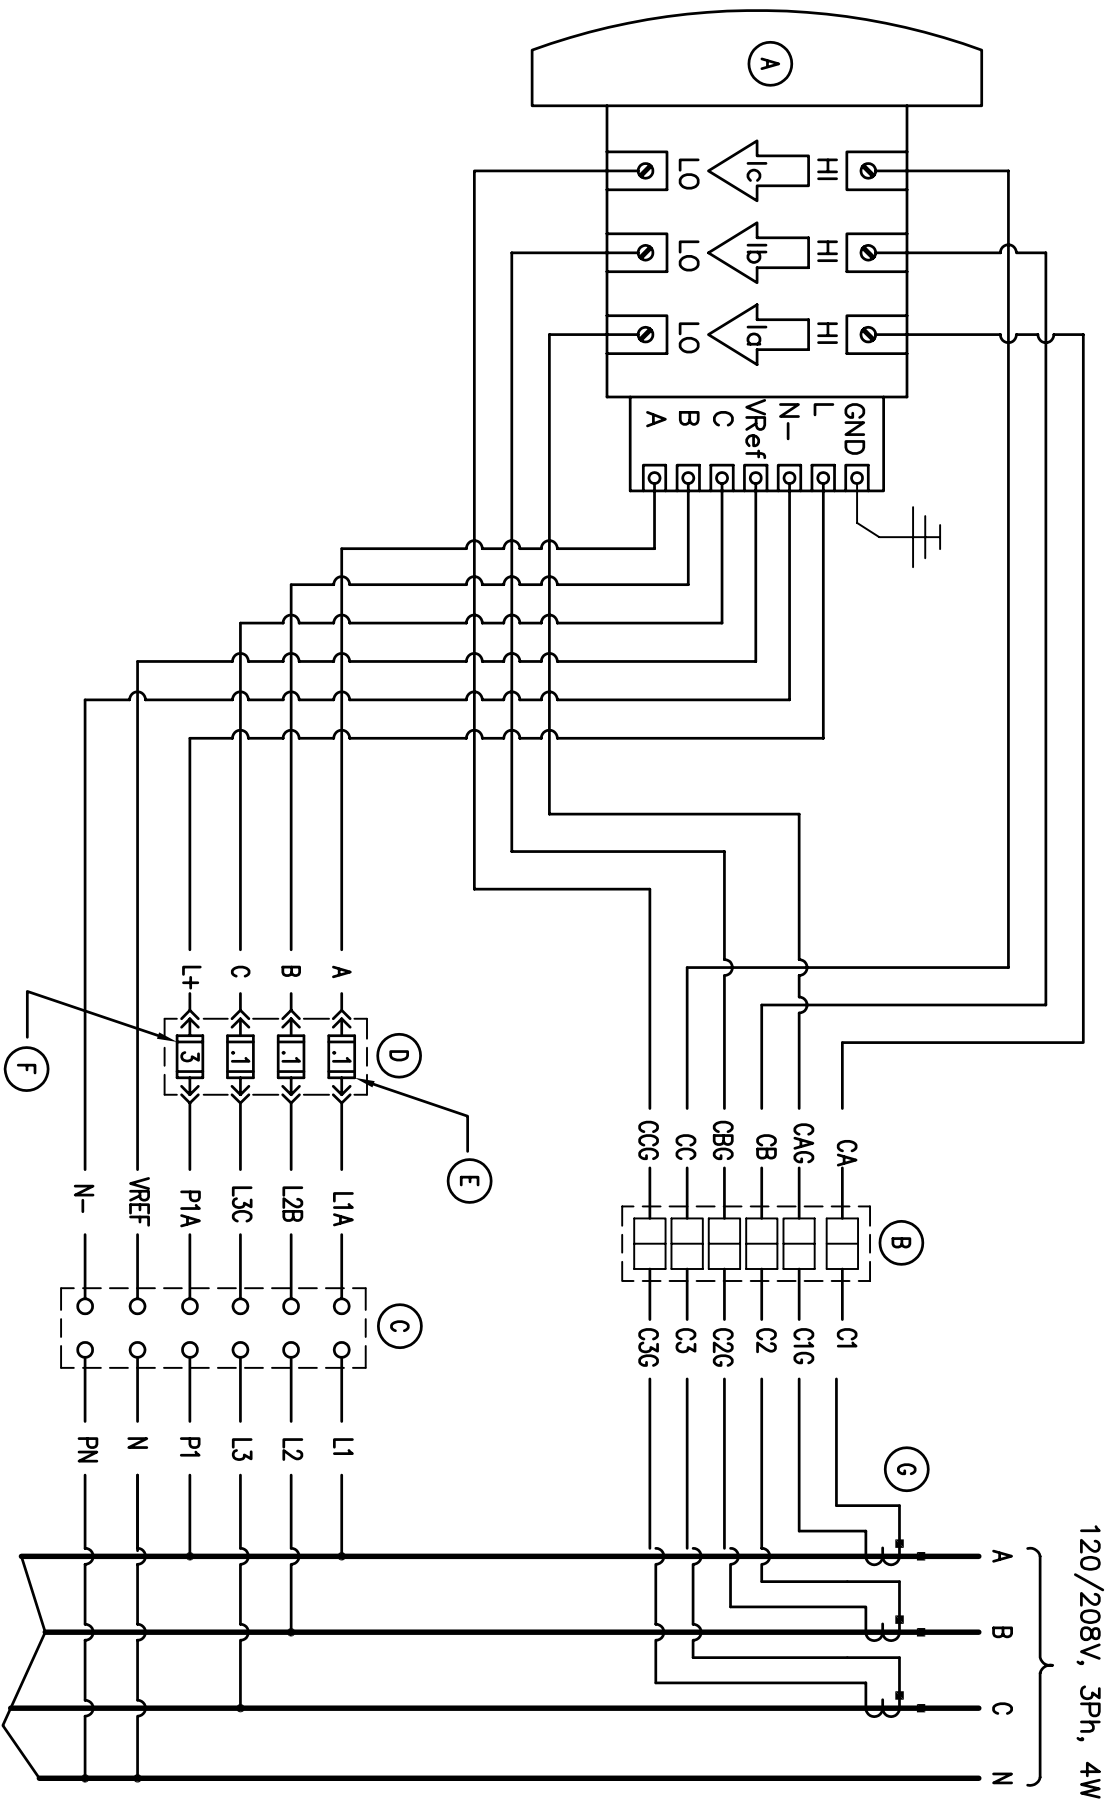 120/208V, 3Ph, 4W
A B C N
G
C1 C1G C2 C2G C3 C3G
B
CA CAG CB CBG CC CCG
L1 L2 L3 P1 N PN
C
L1A L2B L3C P1A VREF N-
E
D
.1 .1 .1 3
F
A B C L+
A
HI HI HI
Ic Ib Ia
LO LO LO
GND
L
N-
VRef
C
B
A